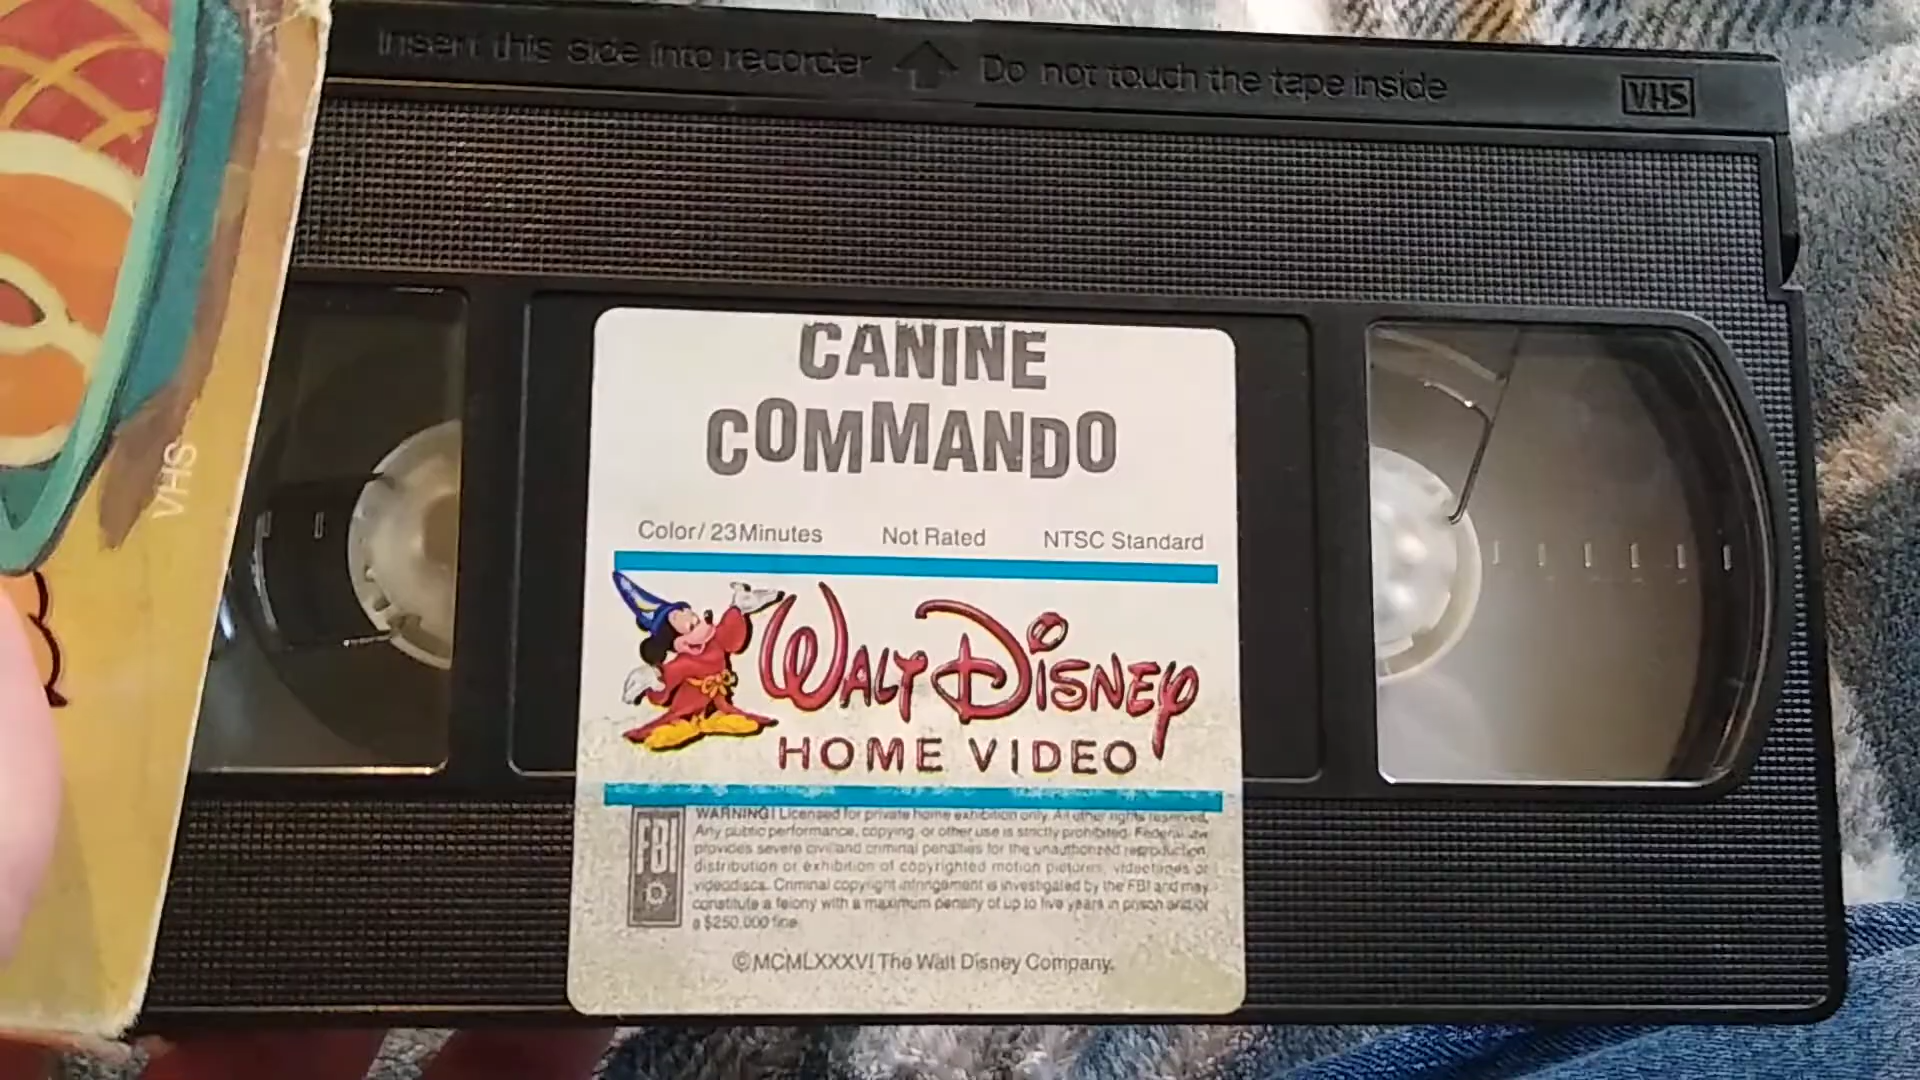 Insert this side into recorder Do not touch the tape inside VHS
VHS
CANINE
COMMANDO
Color/23Minutes Not Rated NTSC Standard
WALT DISNEY
HOME VIDEO
FBI
WARNING! Licensed for private home exhibition only. All other rights reserved.
Any public performance, copying, or other use is strictly prohibited. Federal law
provides severe civil and criminal penalties for the unauthorized reproduction,
distribution or exhibition of copyrighted motion pictures, videotapes or
videodiscs. Criminal copyright infringement is investigated by the FBI and may
constitute a felony with a maximum penalty of up to five years in prison and/or
a $250,000 fine.
©MCMLXXXVI The Walt Disney Company.